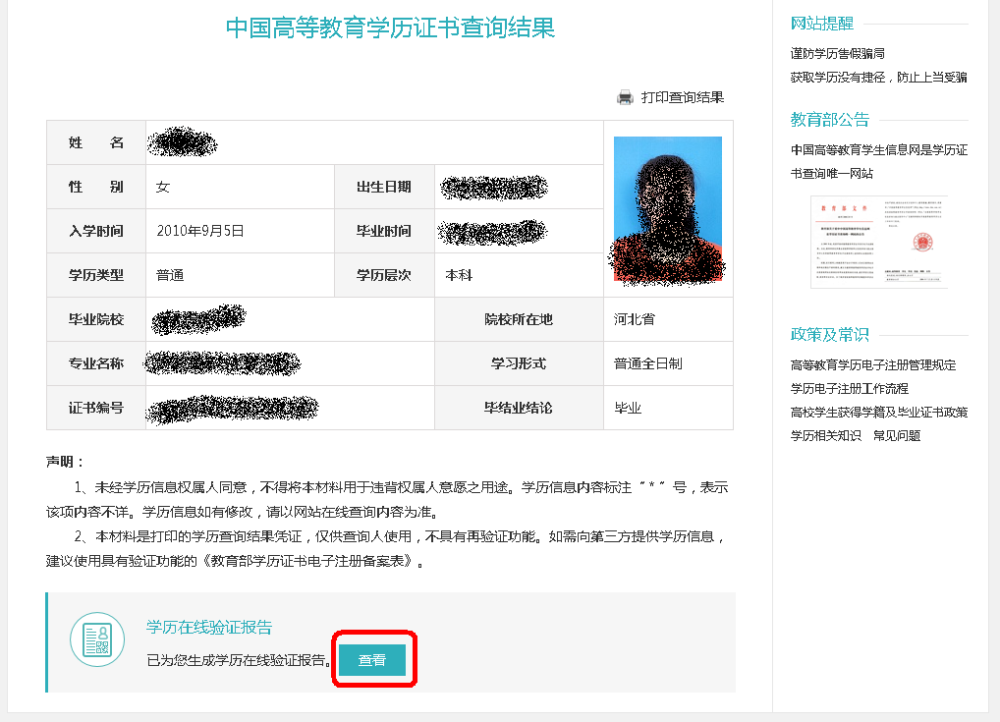 中国高等教育学历证书查询结果
打印查询结果
姓 名
性 别 女 出生日期
入学时间 2010年9月5日 毕业时间
学历类型 普通 学历层次 本科
毕业院校 院校所在地 河北省
专业名称 学习形式 普通全日制
证书编号 毕结业结论 毕业
声明：
1、未经学历信息权属人同意，不得将本材料用于违背权属人意愿之用途。学历信息内容标注“*”号，表示
该项内容不详。学历信息如有修改，请以网站在线查询内容为准。
2、本材料是打印的学历查询结果凭证，仅供查询人使用，不具有再验证功能。如需向第三方提供学历信息，
建议使用具有验证功能的《教育部学历证书电子注册备案表》。
学历在线验证报告
已为您生成学历在线验证报告。 查看
网站提醒
谨防学历售假骗局
获取学历没有捷径，防止上当受骗
教育部公告
中国高等教育学生信息网是学历证
书查询唯一网站
教育部文件
政策及常识
高等教育学历电子注册管理规定
学历电子注册工作流程
高校学生获得学籍及毕业证书政策
学历相关知识 常见问题